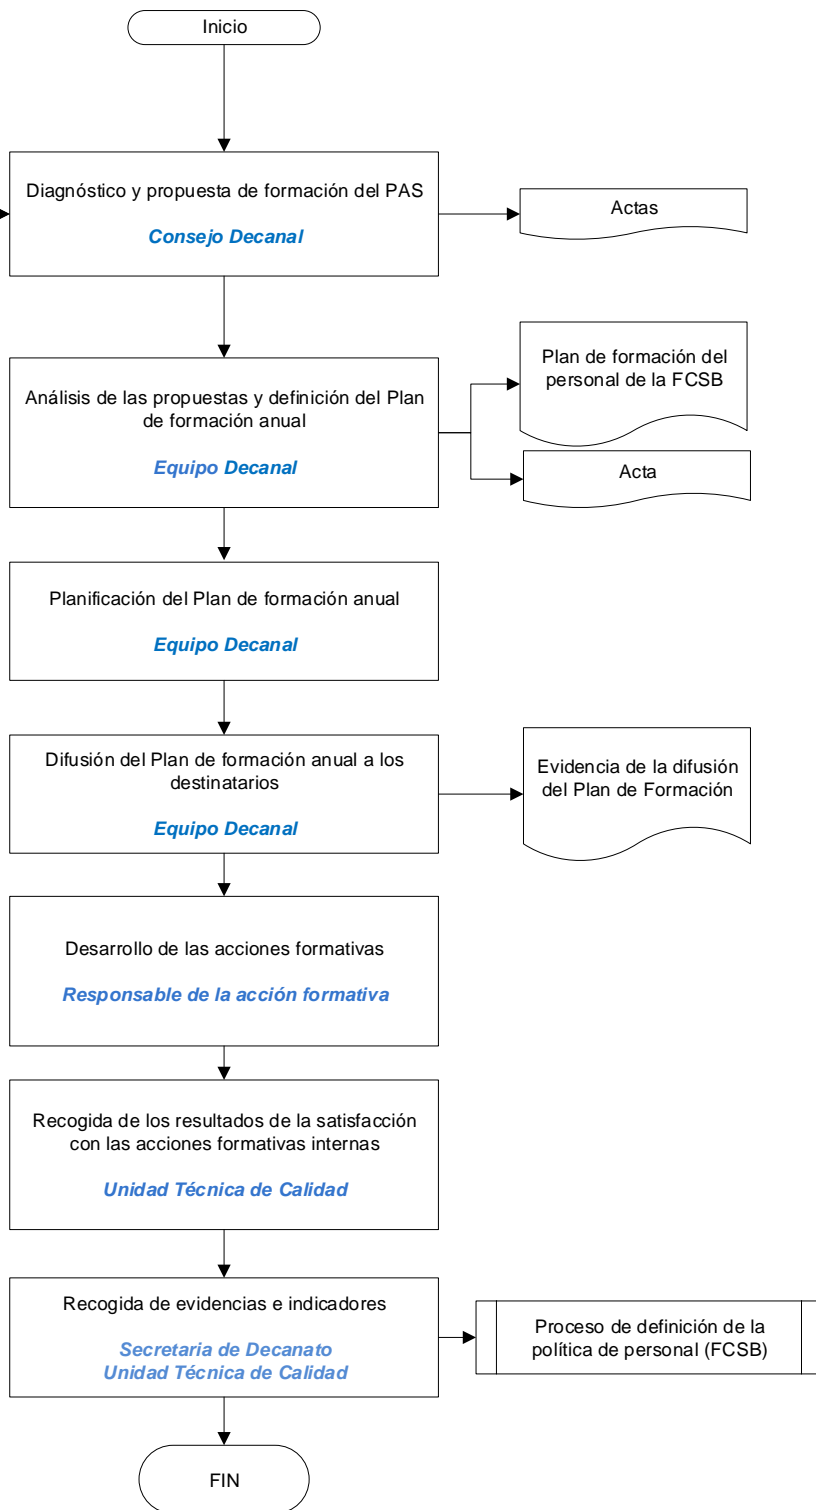 Inicio
Diagnóstico y propuesta de formación del PAS
Consejo Decanal
Actas
Análisis de las propuestas y definición del Plan
de formación anual
Equipo Decanal
Plan de formación del
personal de la FCSB
Acta
Planificación del Plan de formación anual
Equipo Decanal
Difusión del Plan de formación anual a los
destinatarios
Equipo Decanal
Evidencia de la difusión
del Plan de Formación
Desarrollo de las acciones formativas
Responsable de la acción formativa
Recogida de los resultados de la satisfacción
con las acciones formativas internas
Unidad Técnica de Calidad
Recogida de evidencias e indicadores
Secretaria de Decanato
Unidad Técnica de Calidad
Proceso de definición de la
política de personal (FCSB)
FIN